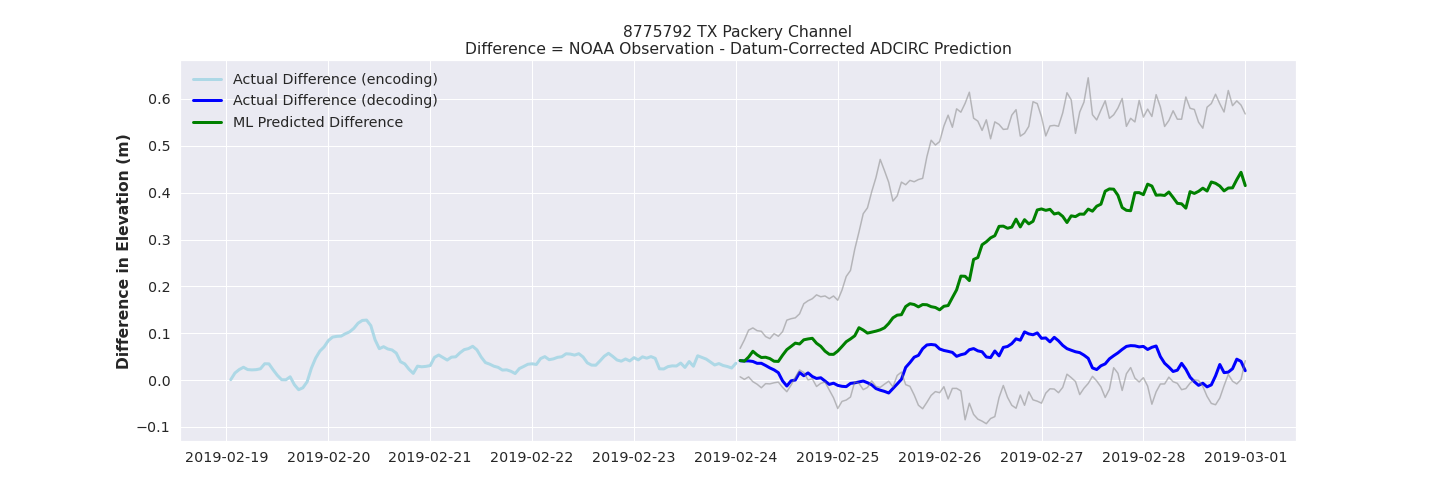 8775792 TX Packery Channel
Difference = NOAA Observation - Datum-Corrected ADCIRC Prediction
Actual Difference (encoding)
Actual Difference (decoding)
ML Predicted Difference
Difference in Elevation (m)
0.6
0.5
0.4
0.3
0.2
0.1
0.0
−0.1
2019-02-19 2019-02-20 2019-02-21 2019-02-22 2019-02-23 2019-02-24 2019-02-25 2019-02-26 2019-02-27 2019-02-28 2019-03-01